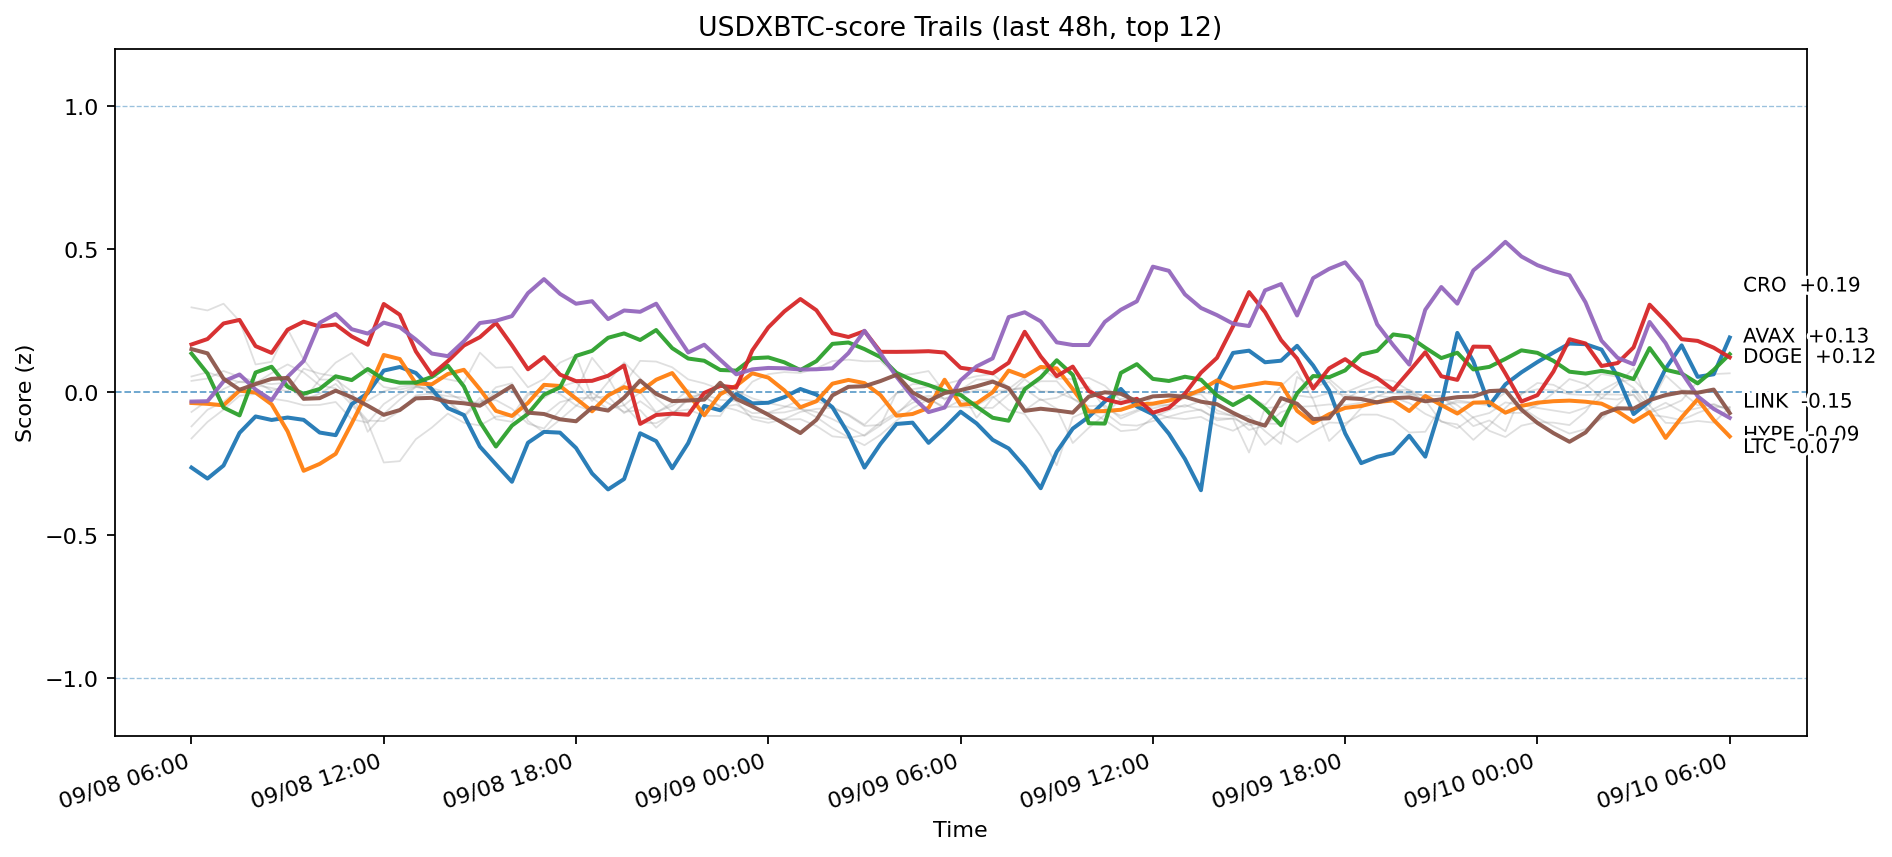 USDXBTC-score Trails (last 48h, top 12)
Score (z)
1.0
0.5
0.0
−0.5
−1.0
CRO +0.19
AVAX +0.13
DOGE +0.12
LINK -0.15
HYPE -0.09
LTC -0.07
09/08 06:00
09/08 12:00
09/08 18:00
09/09 00:00
09/09 06:00
09/09 12:00
09/09 18:00
09/10 00:00
09/10 06:00
Time